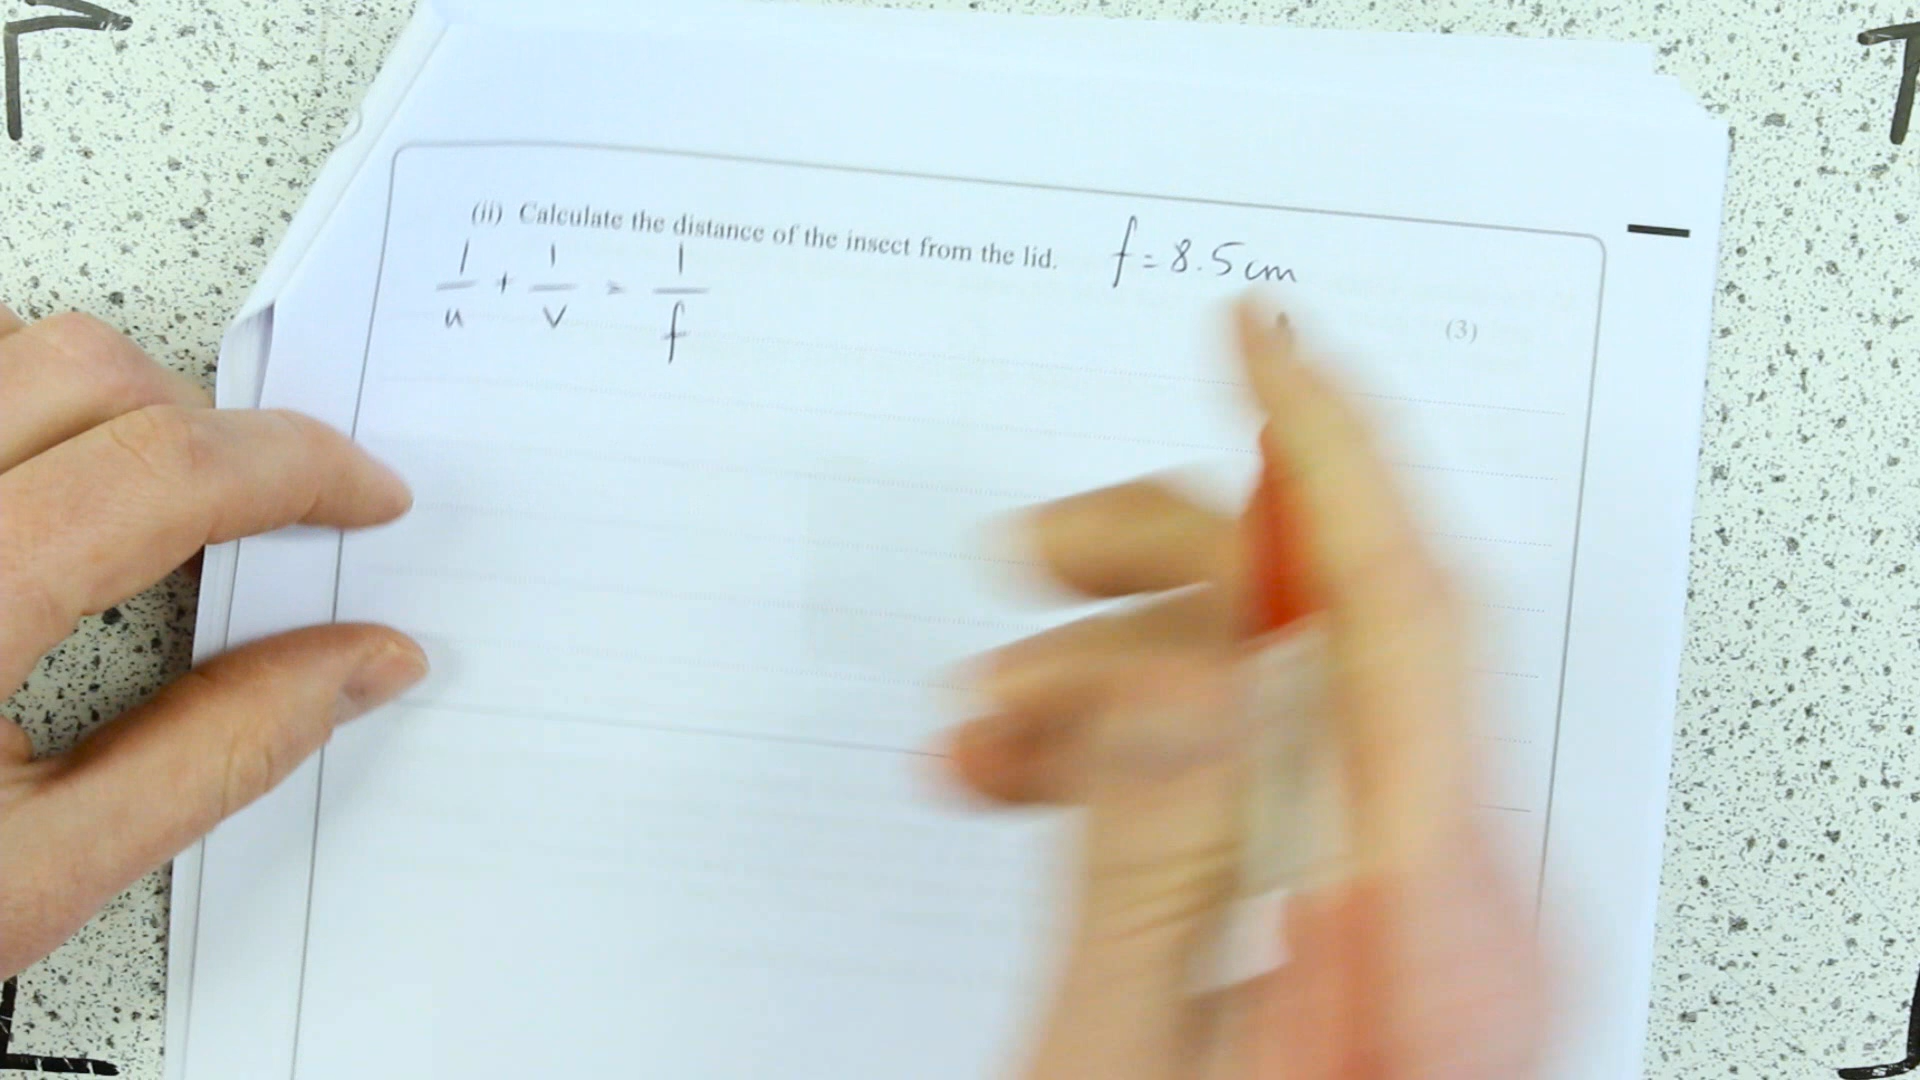 (ii) Calculate the distance of the insect from the lid.
f = 8.5 cm
1/u + 1/v = 1/f
(3)